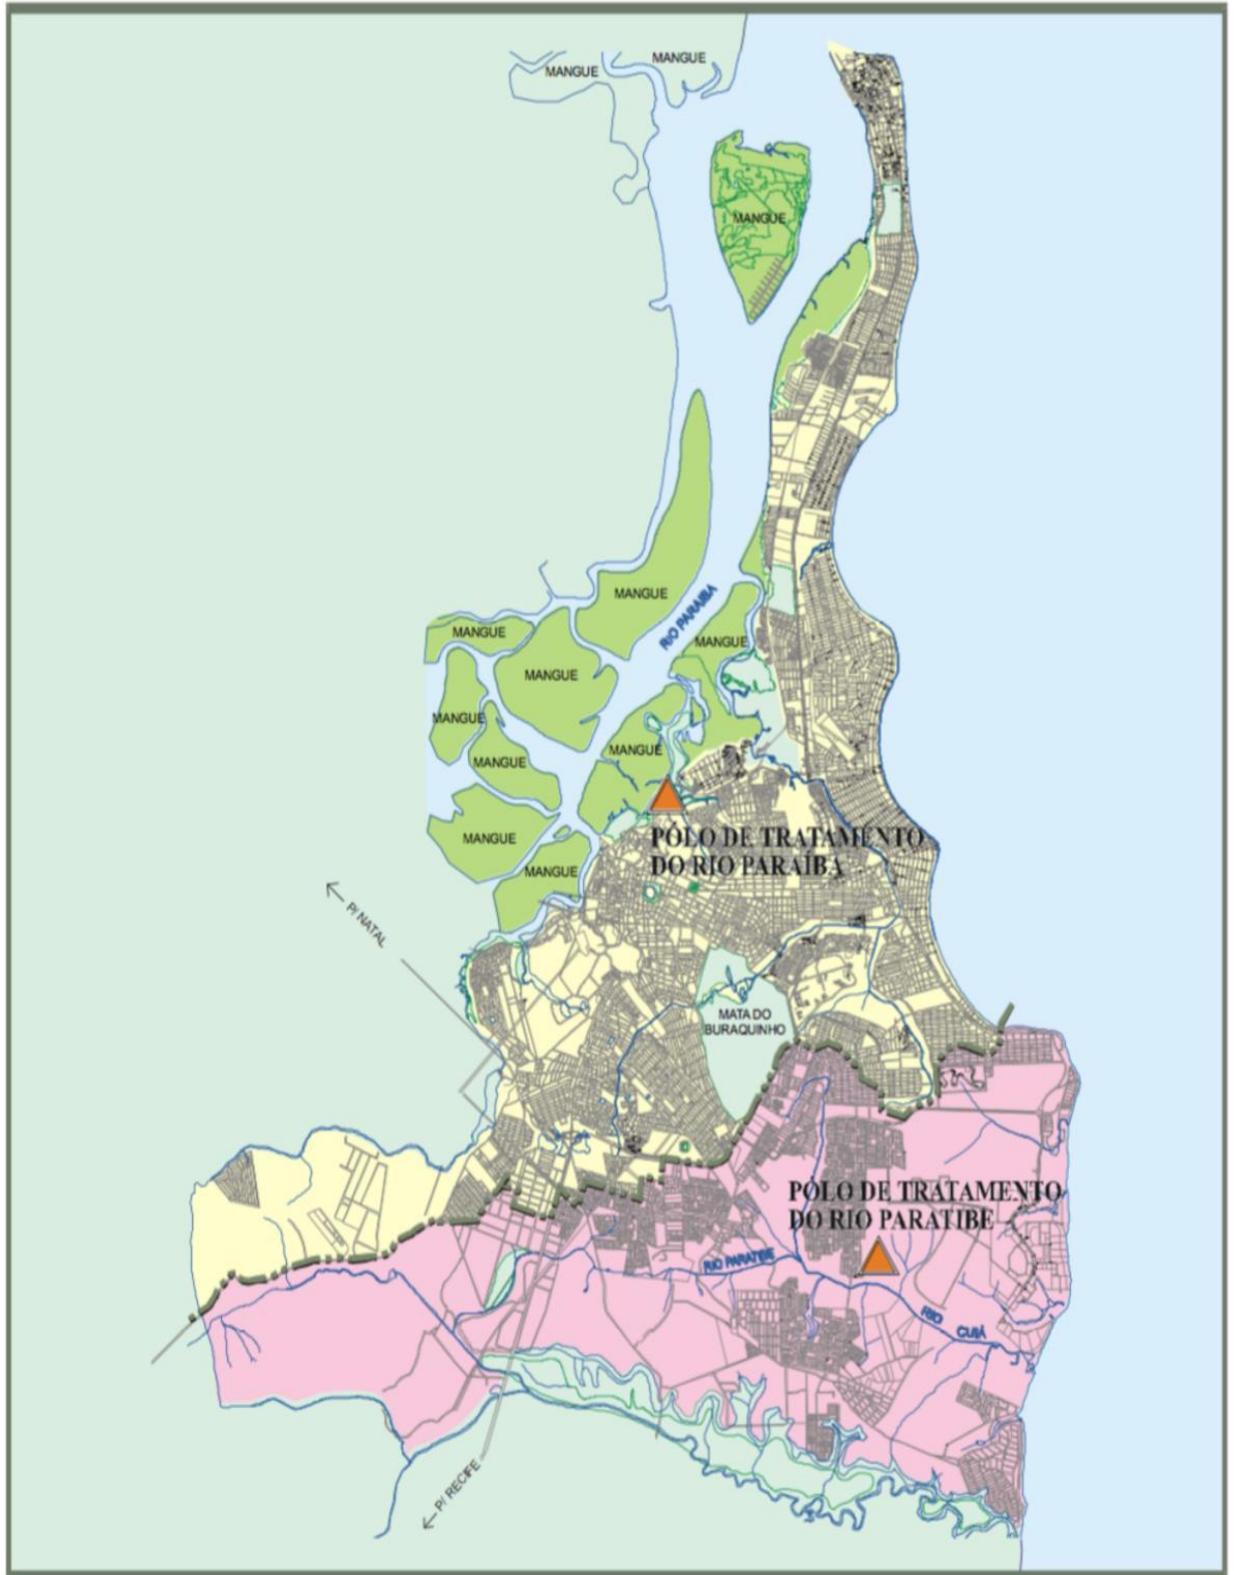 MANGUE
MANGUE
MANGUE
MANGUE
RIO PARAÍBA
MANGUE
MANGUE
MANGUE
MANGUE
MANGUE
MANGUE
MANGUE
MANGUE
PÓLO DE TRATAMENTO
DO RIO PARAÍBA
P/ NATAL
MATA DO
BURAQUINHO
PÓLO DE TRATAMENTO
DO RIO PARATIBE
RIO PARATIBE
RIO CUIÁ
P/ RECIFE